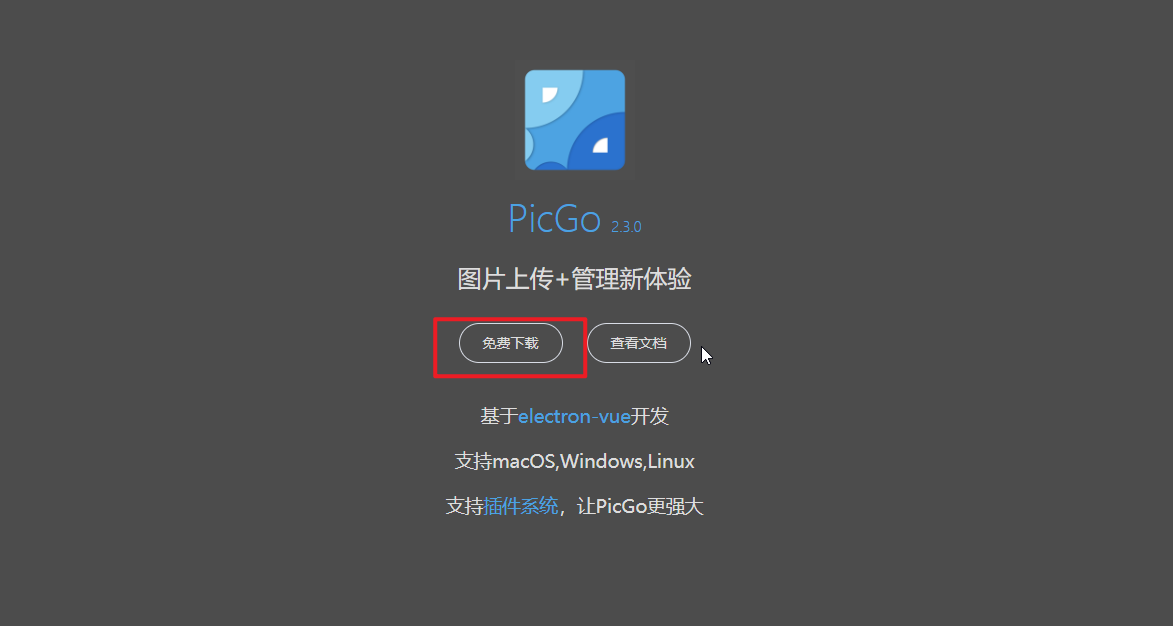 PicGo 2.3.0
图片上传+管理新体验
免费下载 查看文档
基于electron-vue开发
支持macOS,Windows,Linux
支持插件系统，让PicGo更强大